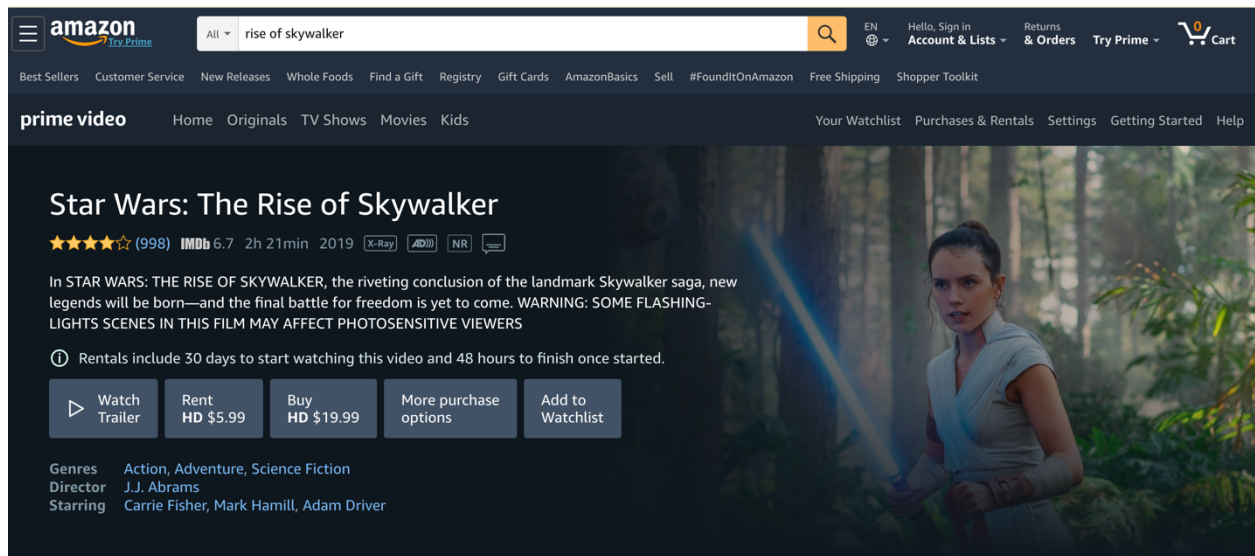 amazon
Try Prime
All
rise of skywalker
EN
Hello, Sign in
Account & Lists
Returns
& Orders
Try Prime
0
Cart
Best Sellers Customer Service New Releases Whole Foods Find a Gift Registry Gift Cards AmazonBasics Sell #FoundItOnAmazon Free Shipping Shopper Toolkit
prime video
Home Originals TV Shows Movies Kids
Your Watchlist Purchases & Rentals Settings Getting Started Help
Star Wars: The Rise of Skywalker
(998) IMDb 6.7 2h 21min 2019 X-Ray AD))) NR
In STAR WARS: THE RISE OF SKYWALKER, the riveting conclusion of the landmark Skywalker saga, new
legends will be born—and the final battle for freedom is yet to come. WARNING: SOME FLASHING-
LIGHTS SCENES IN THIS FILM MAY AFFECT PHOTOSENSITIVE VIEWERS
Rentals include 30 days to start watching this video and 48 hours to finish once started.
Watch
Trailer
Rent
HD $5.99
Buy
HD $19.99
More purchase
options
Add to
Watchlist
Genres Action, Adventure, Science Fiction
Director J.J. Abrams
Starring Carrie Fisher, Mark Hamill, Adam Driver